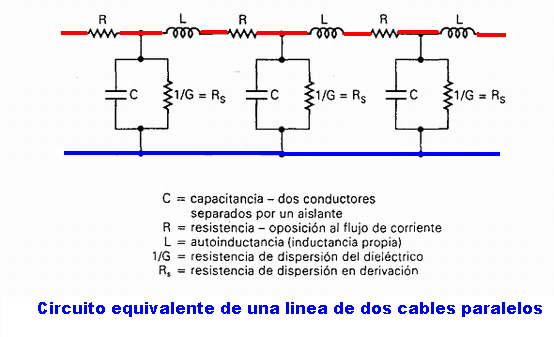 R L R L R L
C 1/G = Rs C 1/G = Rs C 1/G = Rs
C = capacitancia – dos conductores
separados por un aislante
R = resistencia – oposición al flujo de corriente
L = autoinductancia (inductancia propia)
1/G = resistencia de dispersión del dieléctrico
Rs = resistencia de dispersión en derivación
Circuito equivalente de una linea de dos cables paralelos